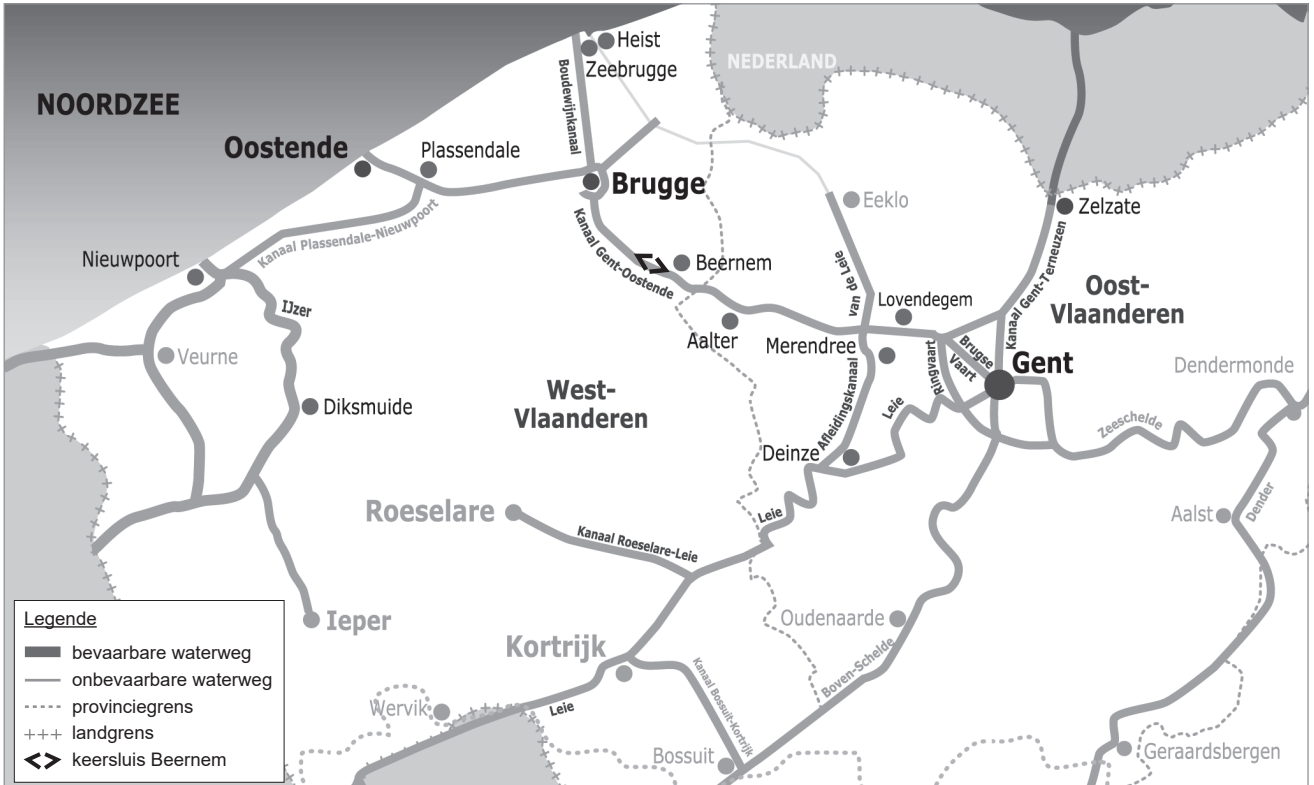 Heist
Zeebrugge
NEDERLAND
Boudewijnkanaal
NOORDZEE
Oostende
Plassendale
Brugge
Eeklo
Zelzate
Kanaal Plassendale-Nieuwpoort
Nieuwpoort
Kanaal Gent-Oostende
Beernem
IJzer
van de Leie
Lovendegem
Kanaal Gent-Terneuzen
Oost-
Vlaanderen
Aalter
Merendree
Ringvaart
Brugse
Vaart
Gent
Veurne
Dendermonde
West-
Vlaanderen
Diksmuide
Afleidingskanaal
Leie
Zeeschelde
Deinze
Roeselare
Leie
Kanaal Roeselare-Leie
Aalst
Dender
Legende
bevaarbare waterweg
onbevaarbare waterweg
provinciegrens
landgrens
keersluis Beernem
Ieper
Oudenaarde
Kortrijk
Kanaal Bossuit-Kortrijk
Boven-Schelde
Wervik
Leie
Bossuit
Geraardsbergen